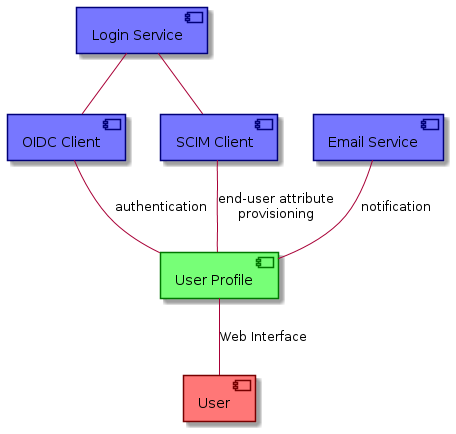 Login Service
OIDC Client
SCIM Client
Email Service
authentication
end-user attribute
provisioning
notification
User Profile
Web Interface
User